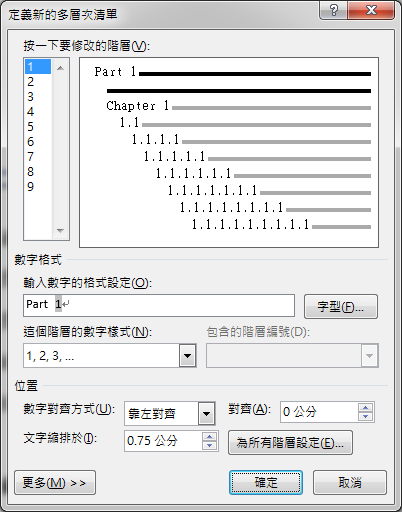 定義新的多層次清單
按一下要修改的階層(V):
1
2
3
4
5
6
7
8
9
Part 1
Chapter 1
1.1
1.1.1.1
1.1.1.1.1
1.1.1.1.1.1
1.1.1.1.1.1.1
1.1.1.1.1.1.1.1
1.1.1.1.1.1.1.1.1
數字格式
輸入數字的格式設定(O):
Part 1 字型(F)...
這個階層的數字樣式(N): 包含的階層編號(D):
1, 2, 3, ...
位置
數字對齊方式(U): 靠左對齊 對齊(A): 0 公分
文字縮排於(I): 0.75 公分 為所有階層設定(E)...
更多(M) >> 確定 取消